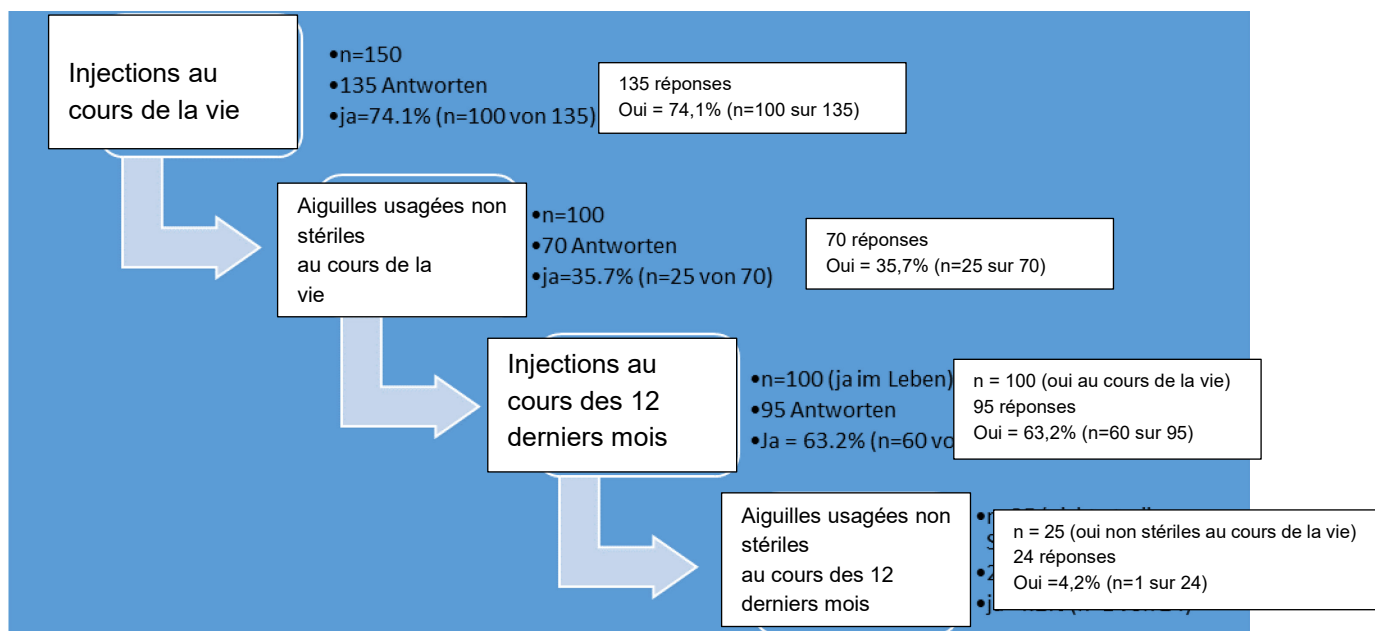 Injections au
cours de la vie
•n=150
•135 Antworten
•ja=74.1% (n=100 von 135)
135 réponses
Oui = 74,1% (n=100 sur 135)
Aiguilles usagées non
stériles
au cours de la
vie
•n=100
•70 Antworten
•ja=35.7% (n=25 von 70)
70 réponses
Oui = 35,7% (n=25 sur 70)
Injections au
cours des 12
derniers mois
•n=100 (ja im Leben)
•95 Antworten
•Ja = 63.2% (n=60
n = 100 (oui au cours de la vie)
95 réponses
Oui = 63,2% (n=60 sur 95)
Aiguilles usagées non
stériles
au cours des 12
derniers mois
n = 25 (oui non stériles au cours de la vie)
24 réponses
Oui =4,2% (n=1 sur 24)